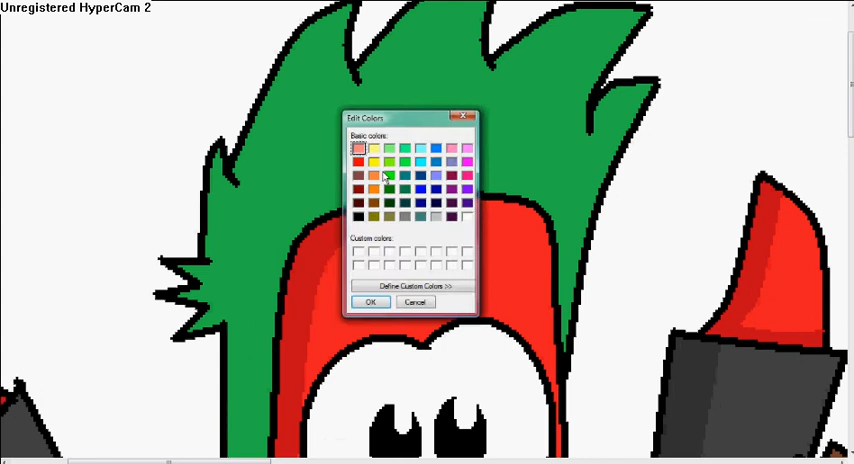 Unregistered HyperCam 2
Edit Colors
Basic colors:
Custom colors:
Define Custom Colors >>
OK
Cancel